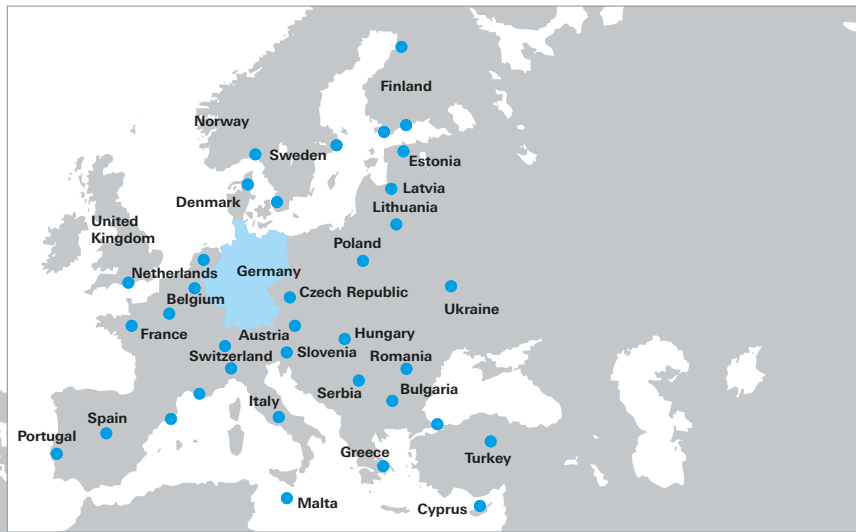 Finland
Norway
Sweden
Estonia
Latvia
Denmark
Lithuania
United
Kingdom
Poland
Netherlands
Germany
Belgium
Czech Republic
Ukraine
France
Austria
Hungary
Switzerland
Slovenia
Romania
Serbia
Bulgaria
Italy
Spain
Portugal
Greece
Turkey
Malta
Cyprus